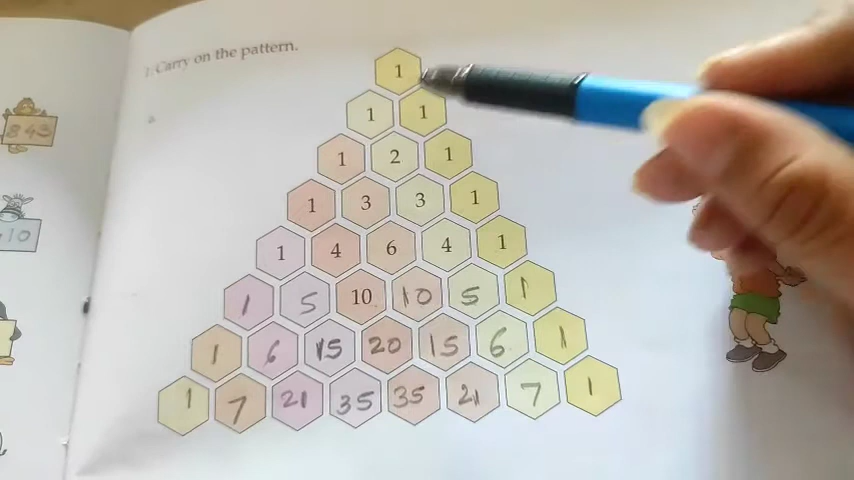 1. Carry on the pattern.
1
1 1
1 2 1
1 3 3 1
1 4 6 4 1
1 5 10 10 5 1
1 6 15 20 15 6 1
1 7 21 35 35 21 7 1
843
10